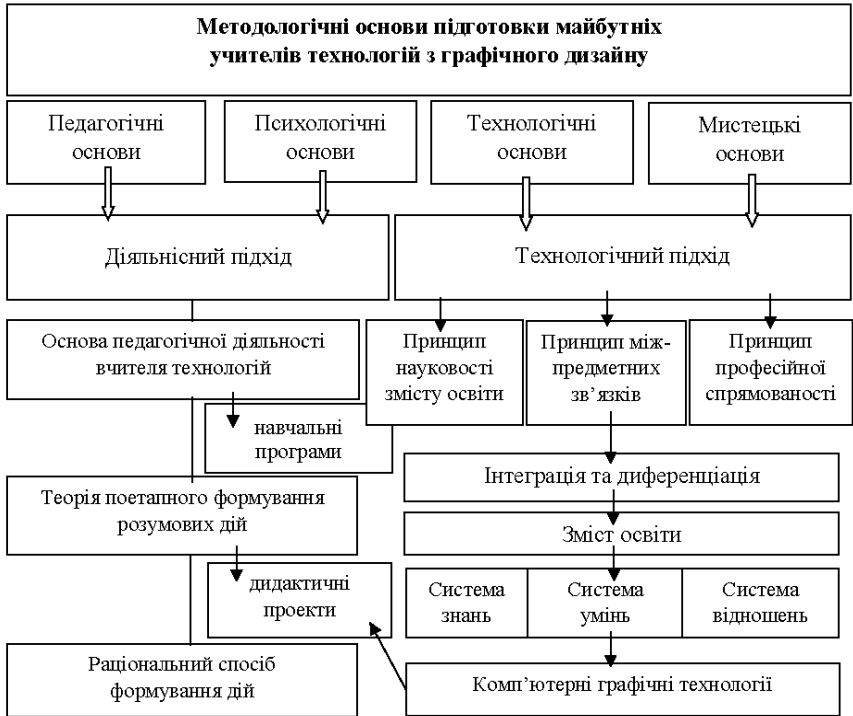 Методологічні основи підготовки майбутніх
учителів технологій з графічного дизайну
Педагогічні
основи
Психологічні
основи
Технологічні
основи
Мистецькі
основи
Діяльнісний підхід
Технологічний підхід
Основа педагогічної діяльності
вчителя технологій
Принцип
науковості
змісту освіти
Принцип між-
предметних
зв’язків
Принцип
професійної
спрямованості
навчальні
програми
Інтеграція та диференціація
Теорія поетапного формування
розумових дій
Зміст освіти
дидактичні
проекти
Система
знань
Система
умінь
Система
відношень
Раціональний спосіб
формування дій
Комп’ютерні графічні технології